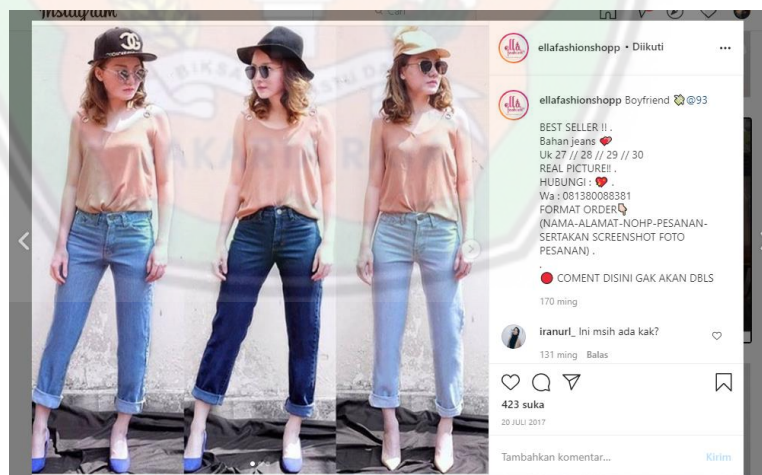 Instagram
Cari
ellafashionshopp • Diikuti
ellafashionshopp Boyfriend @93
BEST SELLER !! .
Bahan jeans
Uk 27 // 28 // 29 // 30
REAL PICTURE!! .
HUBUNGI : .
Wa : 081380088381
FORMAT ORDER
(NAMA-ALAMAT-NOHP-PESANAN-
SERTAKAN SCREENSHOT FOTO
PESANAN) .
.
COMENT DISINI GAK AKAN DBLS
170 ming
iranurl_ Ini msih ada kak?
131 ming Balas
423 suka
20 JULI 2017
Tambahkan komentar... Kirim